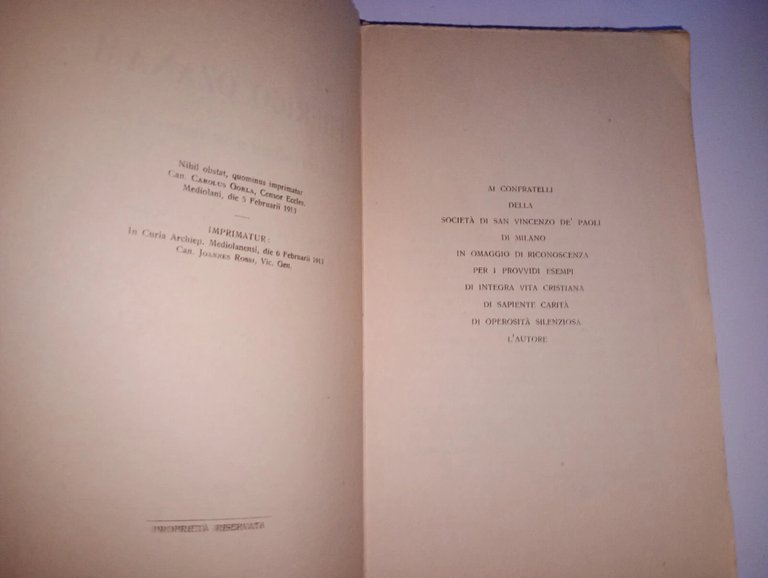 Nihil obstat, quominus imprimatur
Can. CAROLUS GORLA, Censor Eccles.
Mediolani, die 5 Februarii 1913
IMPRIMATUR:
In Curia Archiep. Mediolanensi, die 6 Februarii 1913
Can. JOANNES ROSSI, Vic. Gen.
PROPRIETÀ RISERVATA
AI CONFRATELLI
DELLA
SOCIETÀ DI SAN VINCENZO DE' PAOLI
DI MILANO
IN OMAGGIO DI RICONOSCENZA
PER I PROVVIDI ESEMPI
DI INTEGRA VITA CRISTIANA
DI SAPIENTE CARITÀ
DI OPEROSITÀ SILENZIOSA
L'AUTORE